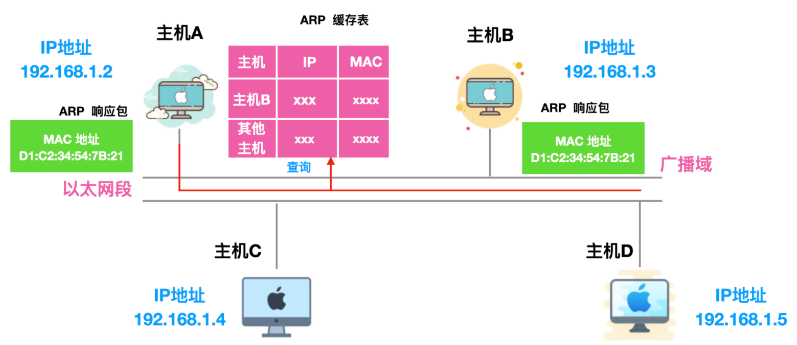 ARP 缓存表
主机A
主机B
IP地址
192.168.1.2
主机 IP MAC
主机B xxx xxxx
其他
主机 xxx xxxx
IP地址
192.168.1.3
ARP 响应包
MAC 地址
D1:C2:34:54:7B:21
ARP 响应包
MAC 地址
D1:C2:34:54:7B:21
查询
广播域
以太网段
主机C
主机D
IP地址
192.168.1.4
IP地址
192.168.1.5